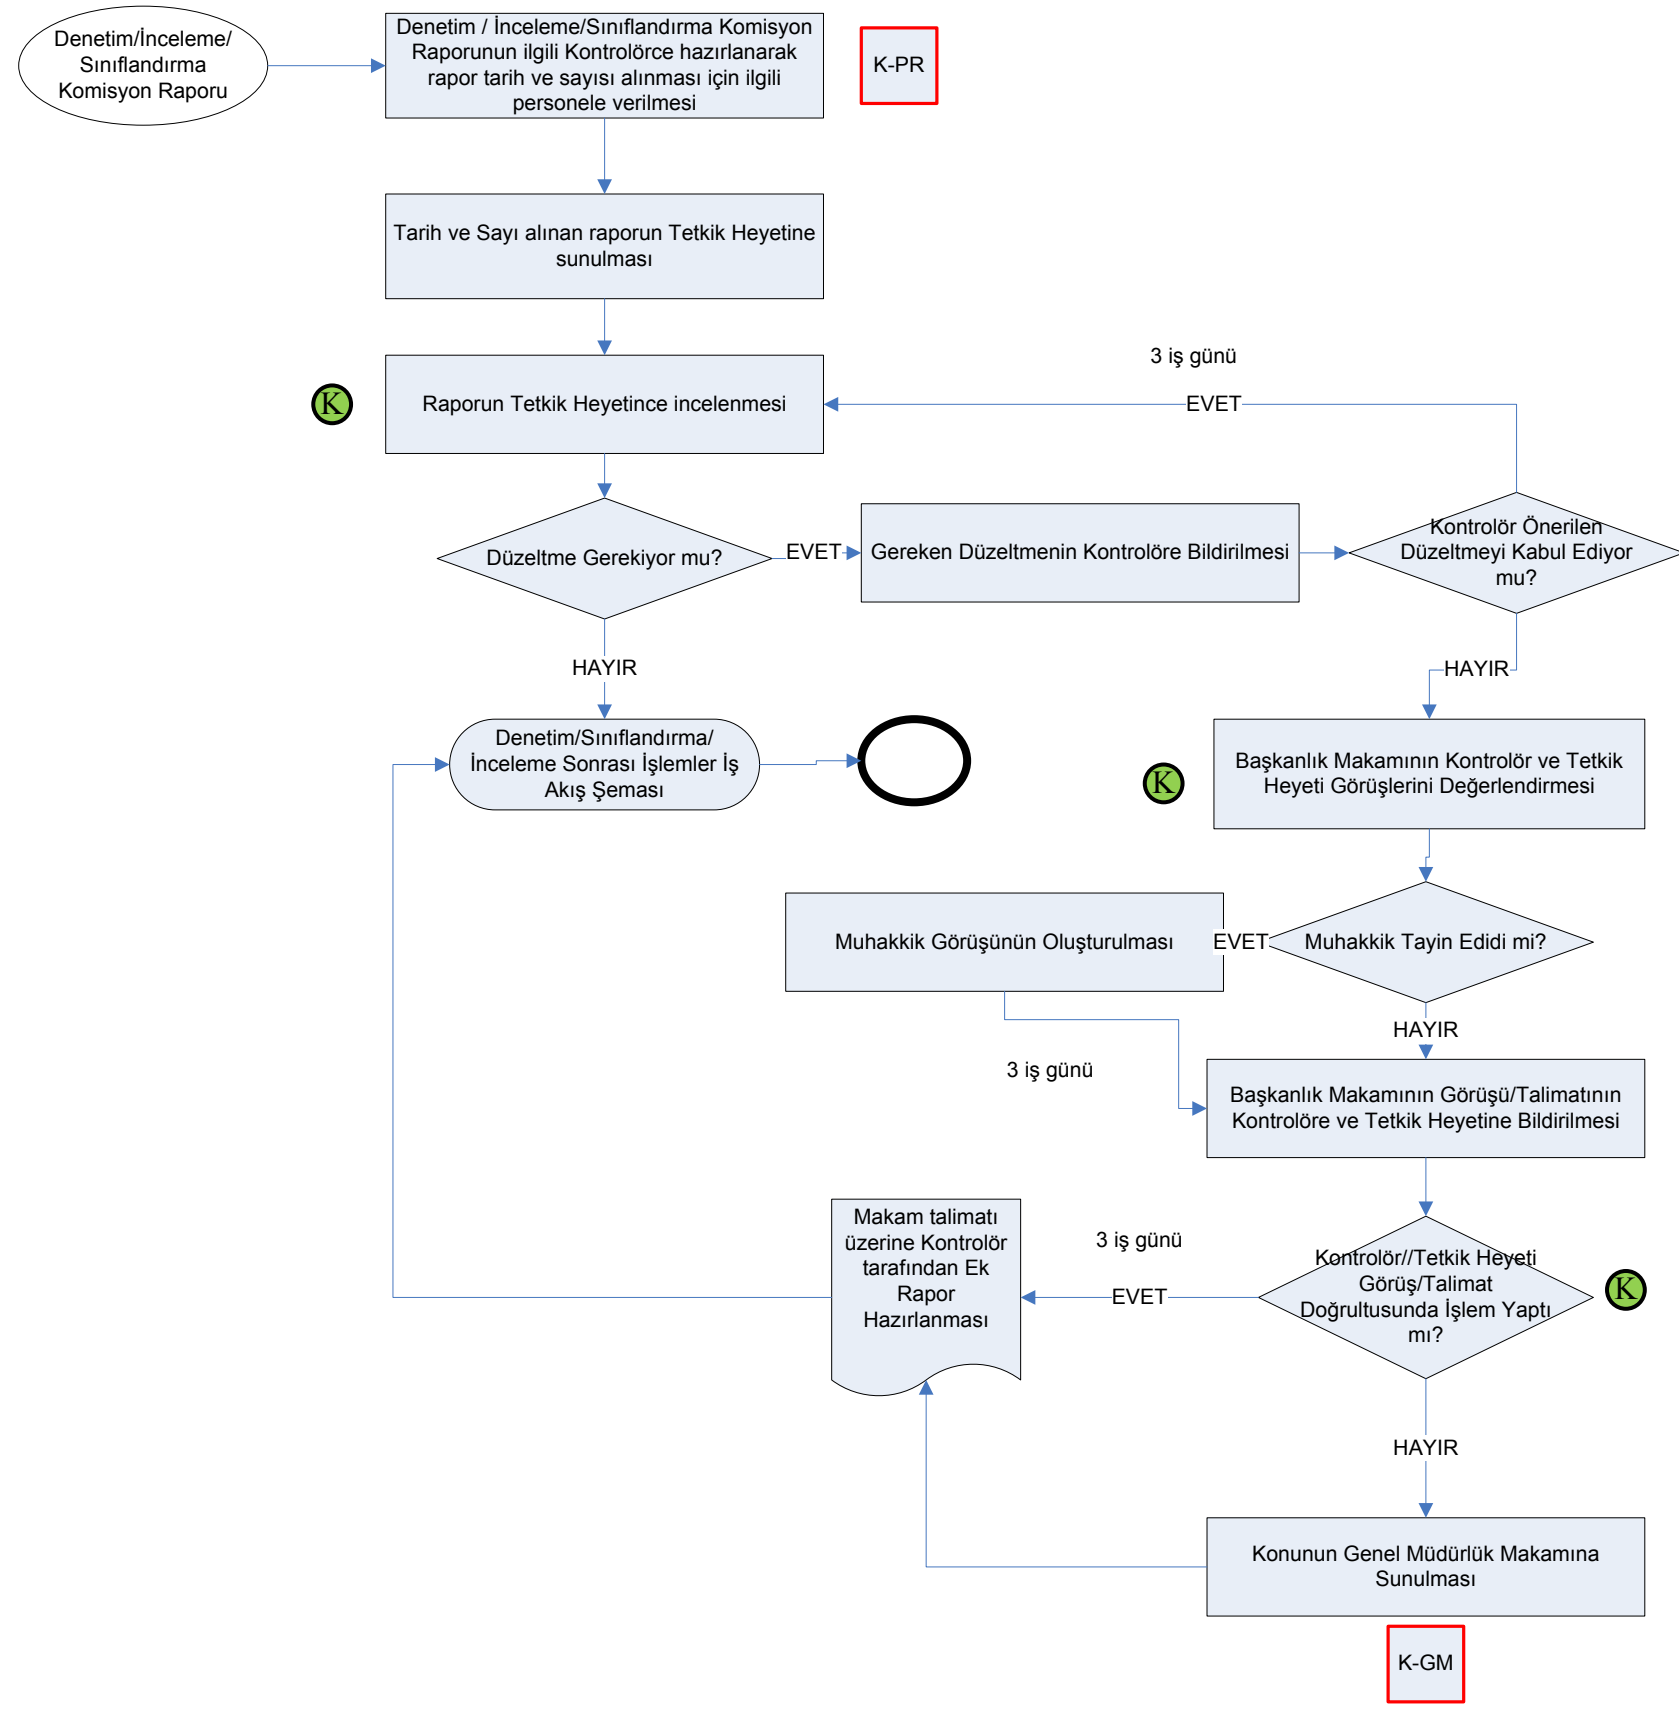 Denetim/İnceleme/
Sınıflandırma
Komisyon Raporu
Denetim / İnceleme/Sınıflandırma Komisyon
Raporunun ilgili Kontrolörce hazırlanarak
rapor tarih ve sayısı alınması için ilgili
personele verilmesi
K-PR
Tarih ve Sayı alınan raporun Tetkik Heyetine
sunulması
3 iş günü
K
Raporun Tetkik Heyetince incelenmesi
EVET
Düzeltme Gerekiyor mu?
EVET
Gereken Düzeltmenin Kontrolöre Bildirilmesi
Kontrolör Önerilen
Düzeltmeyi Kabul Ediyor
mu?
HAYIR
HAYIR
Denetim/Sınıflandırma/
İnceleme Sonrası İşlemler İş
Akış Şeması
K
Başkanlık Makamının Kontrolör ve Tetkik
Heyeti Görüşlerini Değerlendirmesi
Muhakkik Görüşünün Oluşturulması
EVET
Muhakkik Tayin Edidi mi?
HAYIR
3 iş günü
Başkanlık Makamının Görüşü/Talimatının
Kontrolöre ve Tetkik Heyetine Bildirilmesi
Makam talimatı
üzerine Kontrolör
tarafından Ek
Rapor
Hazırlanması
3 iş günü
EVET
Kontrolör//Tetkik Heyeti
Görüş/Talimat
Doğrultusunda İşlem Yaptı
mı?
K
HAYIR
Konunun Genel Müdürlük Makamına
Sunulması
K-GM